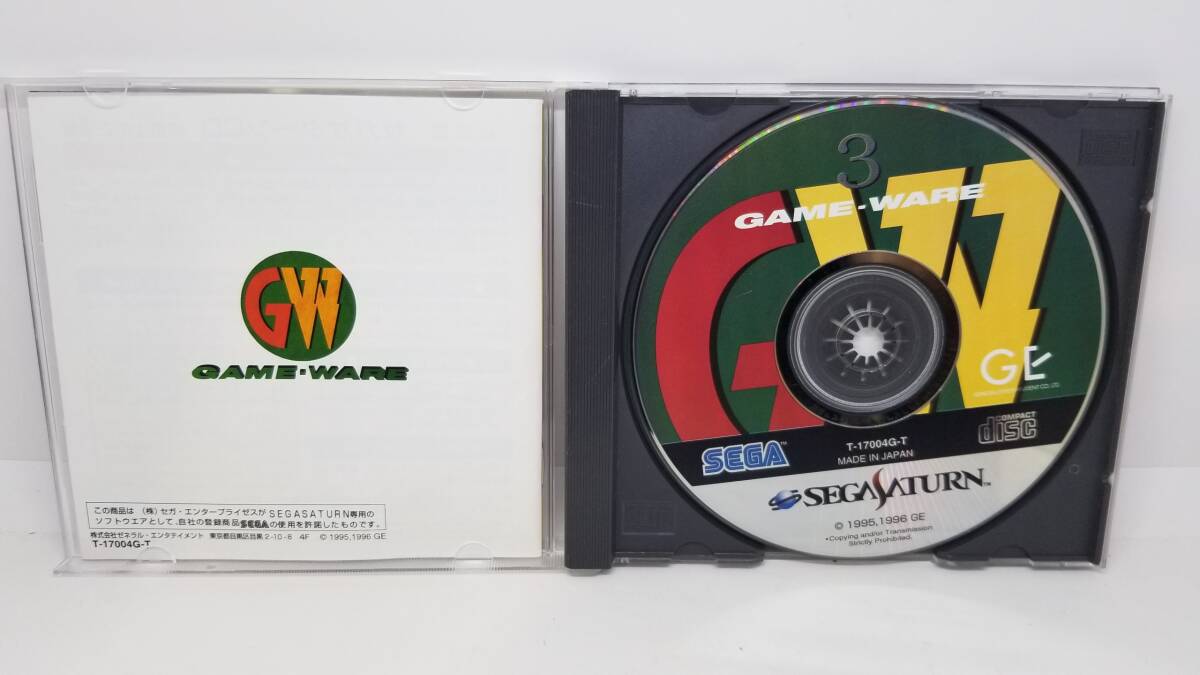 GW
GAME-WARE
この商品は (株)セガ・エンタープライゼスがSEGASATURN専用の
ソフトウエアとして、自社の登録商品SEGAの使用を許諾したものです。
株式会社ゼネラル・エンタテイメント 東京都品黒区品黒2-10-6 4F © 1995,1996 GE
T-17004G-T
3
GAME-WARE
GW
GE
SEGA™
T-17004G-T
MADE IN JAPAN
COMPACT
disc
SEGASATURN™
© 1995,1996 GE
•Copying and/or Transmission
Strictly Prohibited.